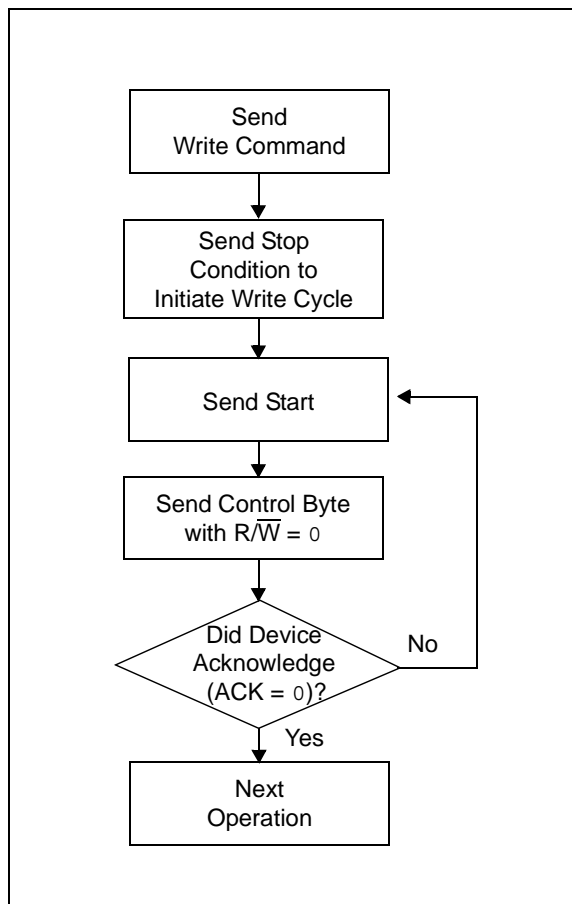 Send
Write Command
Send Stop
Condition to
Initiate Write Cycle
Send Start
Send Control Byte
with R/W̅ = 0
Did Device
Acknowledge
(ACK = 0)?
No
Yes
Next
Operation